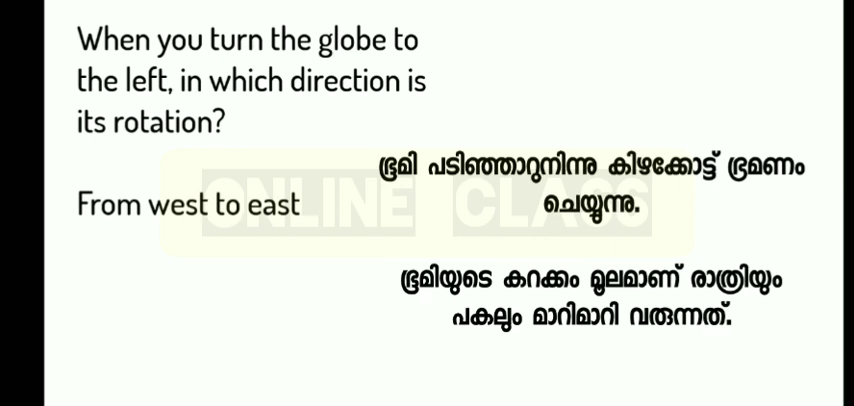 When you turn the globe to
the left, in which direction is
its rotation?
ഭൂമി പടിഞ്ഞാറുനിന്നു കിഴക്കോട്ട് ഭ്രമണം
ചെയ്യുന്നു.
From west to east
ONLINE CLASS
ഭൂമിയുടെ കറക്കം മൂലമാണ് രാത്രിയും
പകലും മാറിമാറി വരുന്നത്.